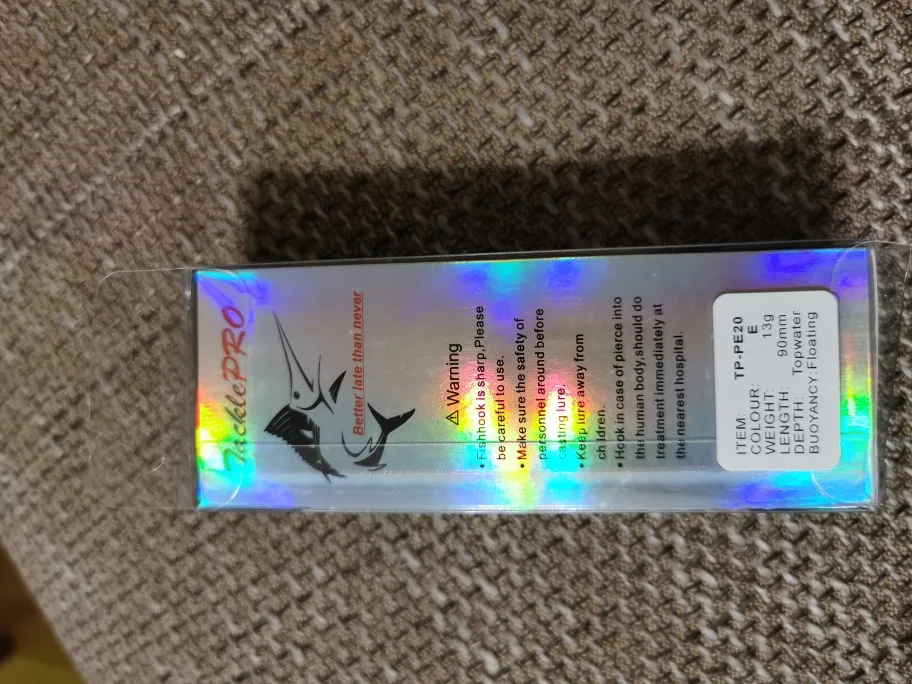 TacklePRO
Better late than never
⚠ Warning
• Fishhook is sharp, Please
be careful to use.
• Make sure the safety of
personnel around before
casting lure.
• Keep lure away from
children.
• Hook in case of pierce into
the human body,should do
treatment immediately at
the nearest hospital.
ITEM: TP-PE20
COLOUR: E
WEIGHT: 13g
LENGTH: 90mm
DEPTH: Topwater
BUOYANCY: Floating